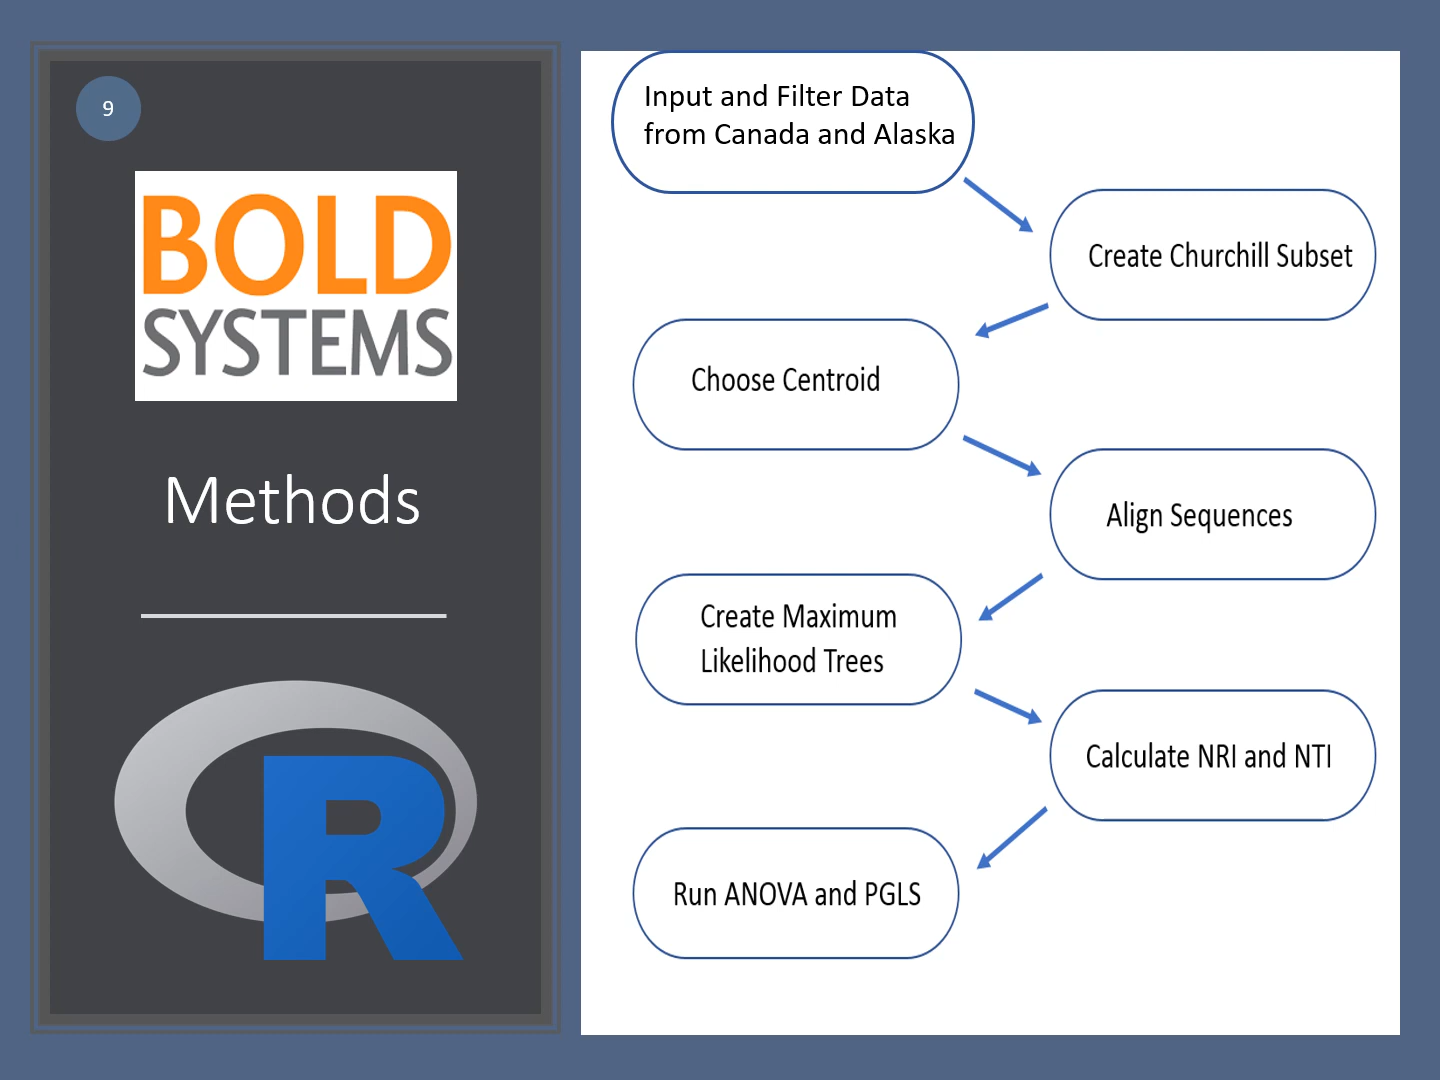 9
BOLD
SYSTEMS
Methods
R
Input and Filter Data
from Canada and Alaska
Create Churchill Subset
Choose Centroid
Align Sequences
Create Maximum
Likelihood Trees
Calculate NRI and NTI
Run ANOVA and PGLS